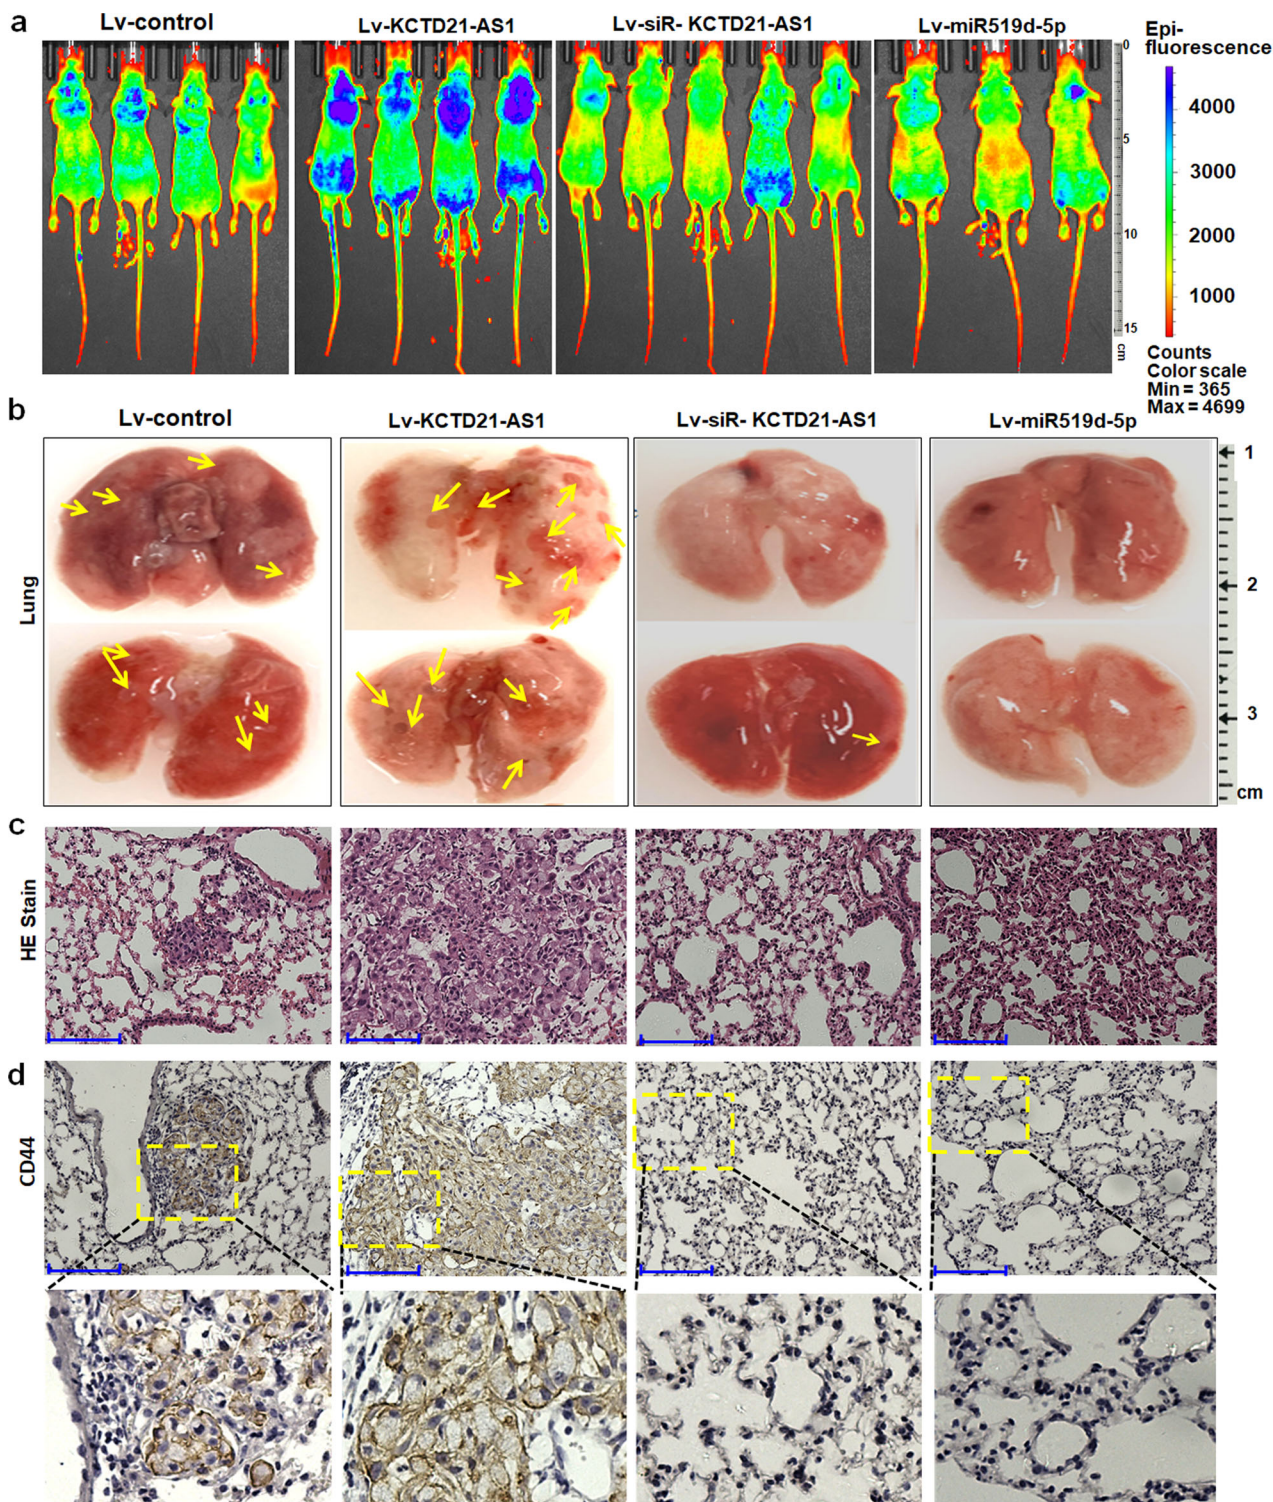 a
Lv-control
Lv-KCTD21-AS1
Lv-siR- KCTD21-AS1
Lv-miR519d-5p
0
5
10
15
cm
Epi-
fluorescence
4000
3000
2000
1000
Counts
Color scale
Min = 365
Max = 4699
b
Lv-control
Lv-KCTD21-AS1
Lv-siR- KCTD21-AS1
Lv-miR519d-5p
Lung
1
2
3
cm
c
HE Stain
d
CD44